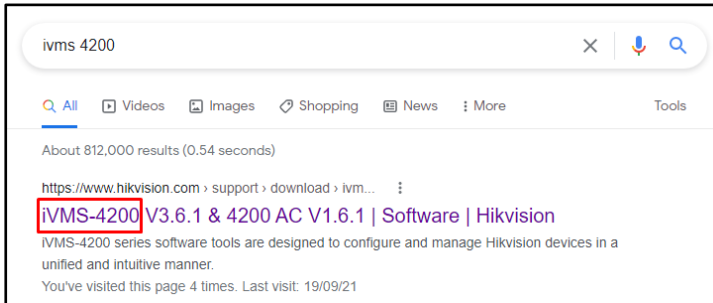 ivms 4200
All Videos Images Shopping News More Tools
About 812,000 results (0.54 seconds)
https://www.hikvision.com › support › download › ivm...
iVMS-4200 V3.6.1 & 4200 AC V1.6.1 | Software | Hikvision
iVMS-4200 series software tools are designed to configure and manage Hikvision devices in a
unified and intuitive manner.
You've visited this page 4 times. Last visit: 19/09/21